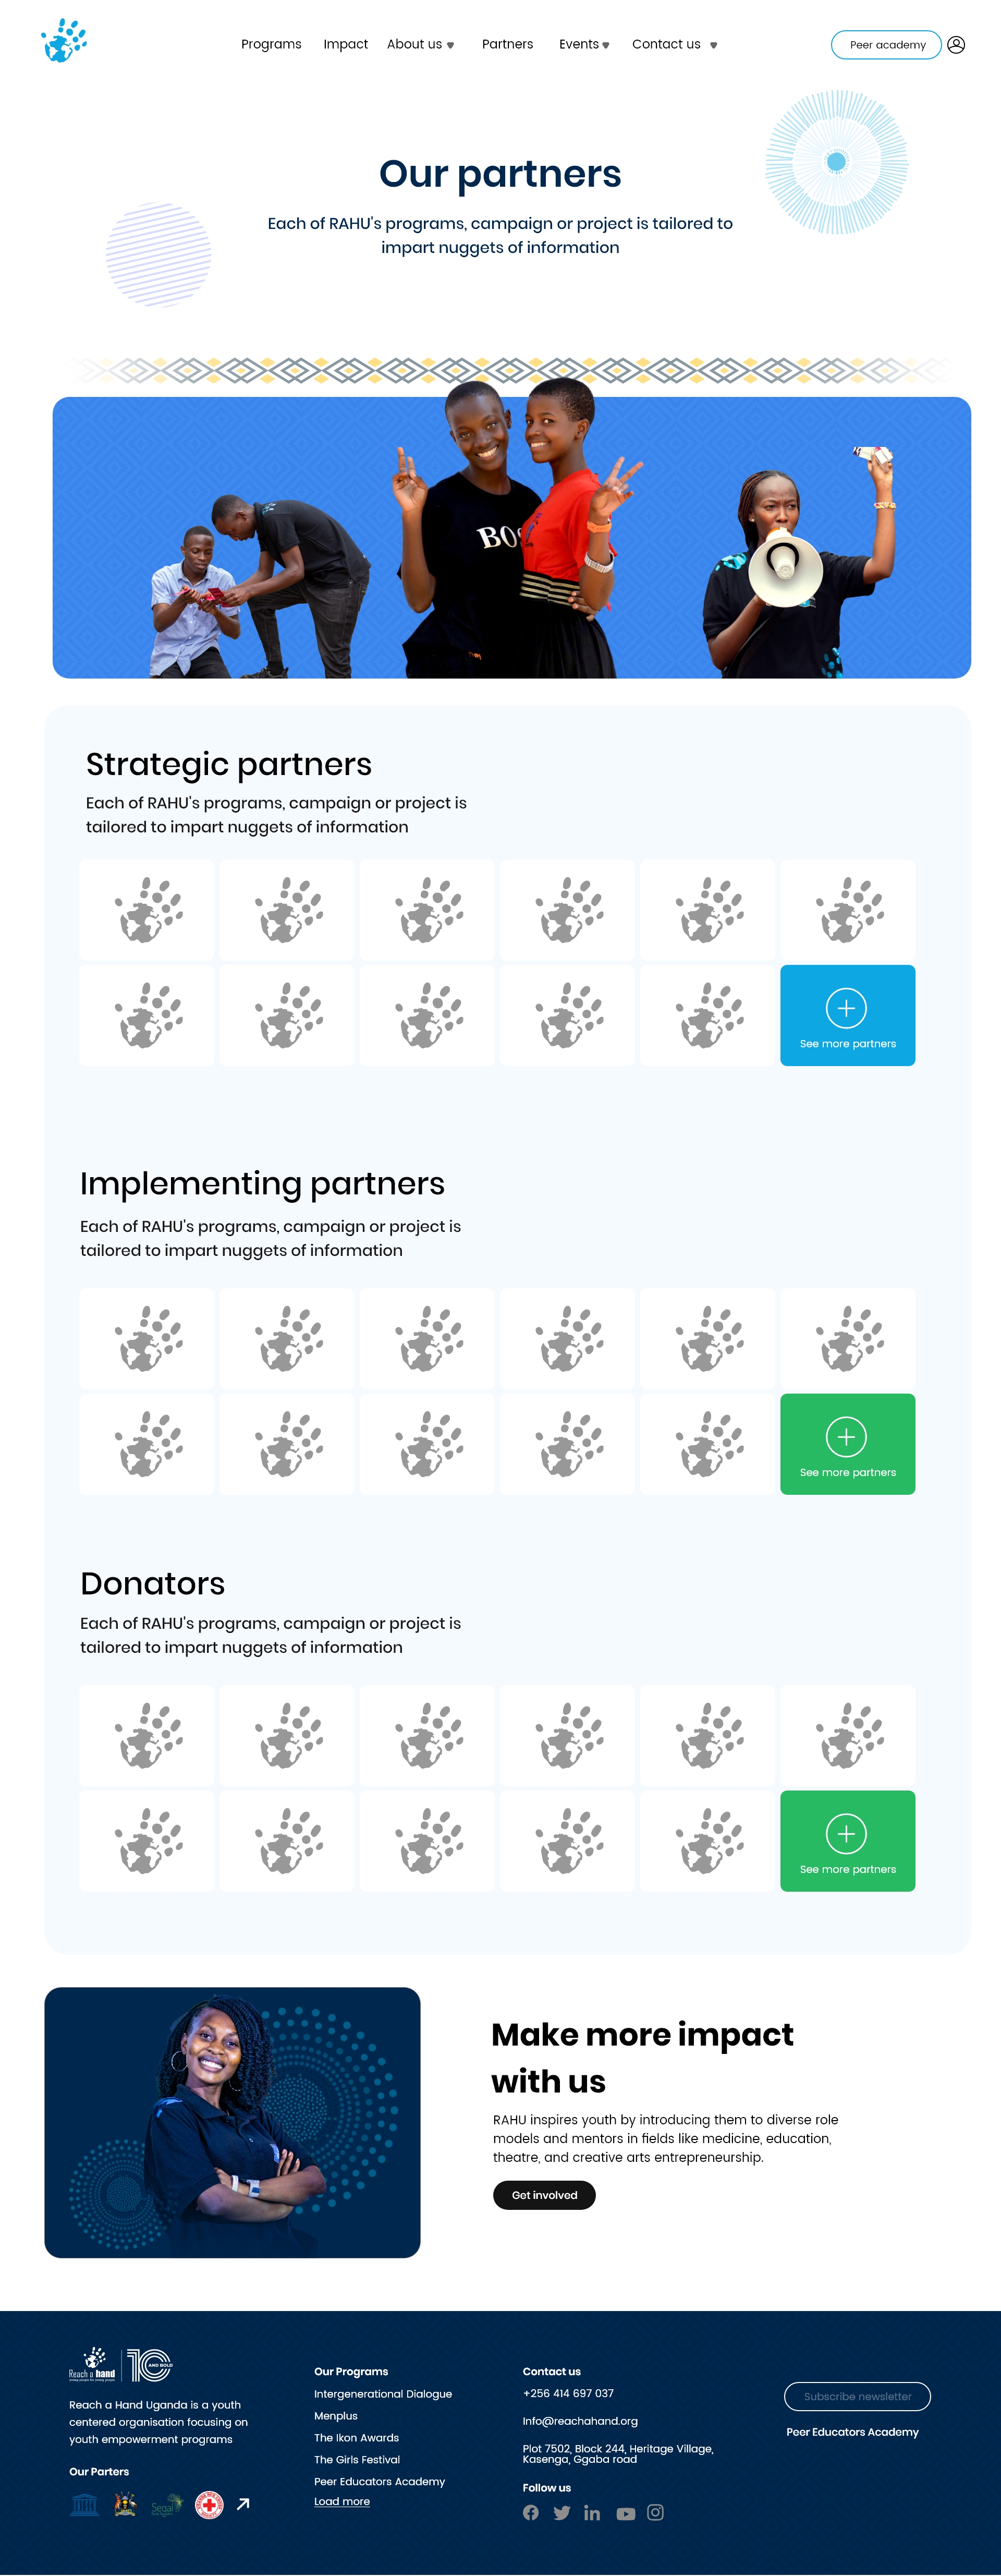 Programs Impact About us Partners Events Contact us Peer academy
Our partners
Each of RAHU's programs, campaign or project is tailored to
impart nuggets of information
BO
Strategic partners
Each of RAHU's programs, campaign or project is
tailored to impart nuggets of information
See more partners
Implementing partners
Each of RAHU's programs, campaign or project is
tailored to impart nuggets of information
See more partners
Donators
Each of RAHU's programs, campaign or project is
tailored to impart nuggets of information
See more partners
Make more impact
with us
RAHU inspires youth by introducing them to diverse role
models and mentors in fields like medicine, education,
theatre, and creative arts entrepreneurship.
Get involved
Reach a hand
10 AND BOLD
Reach a Hand Uganda is a youth
centered organisation focusing on
youth empowerment programs
Our Parters
Segal
Our Programs
Intergenerational Dialogue
Menplus
The Ikon Awards
The Girls Festival
Peer Educators Academy
Load more
Contact us
+256 414 697 037
Info@reachahand.org
Plot 7502, Block 244, Heritage Village,
Kasenga, Ggaba road
Follow us
Subscribe newsletter
Peer Educators Academy